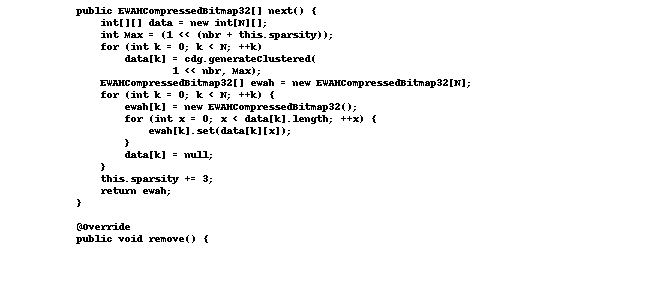 public EWAHCompressedBitmap32[] next() {
    int[][] data = new int[N][];
    int Max = (1 << (nbr + this.sparsity));
    for (int k = 0; k < N; ++k)
        data[k] = cdg.generateClustered(
                1 << nbr, Max);
    EWAHCompressedBitmap32[] ewah = new EWAHCompressedBitmap32[N];
    for (int k = 0; k < N; ++k) {
        ewah[k] = new EWAHCompressedBitmap32();
        for (int x = 0; x < data[k].length; ++x) {
            ewah[k].set(data[k][x]);
        }
        data[k] = null;
    }
    this.sparsity += 3;
    return ewah;
}

@Override
public void remove() {